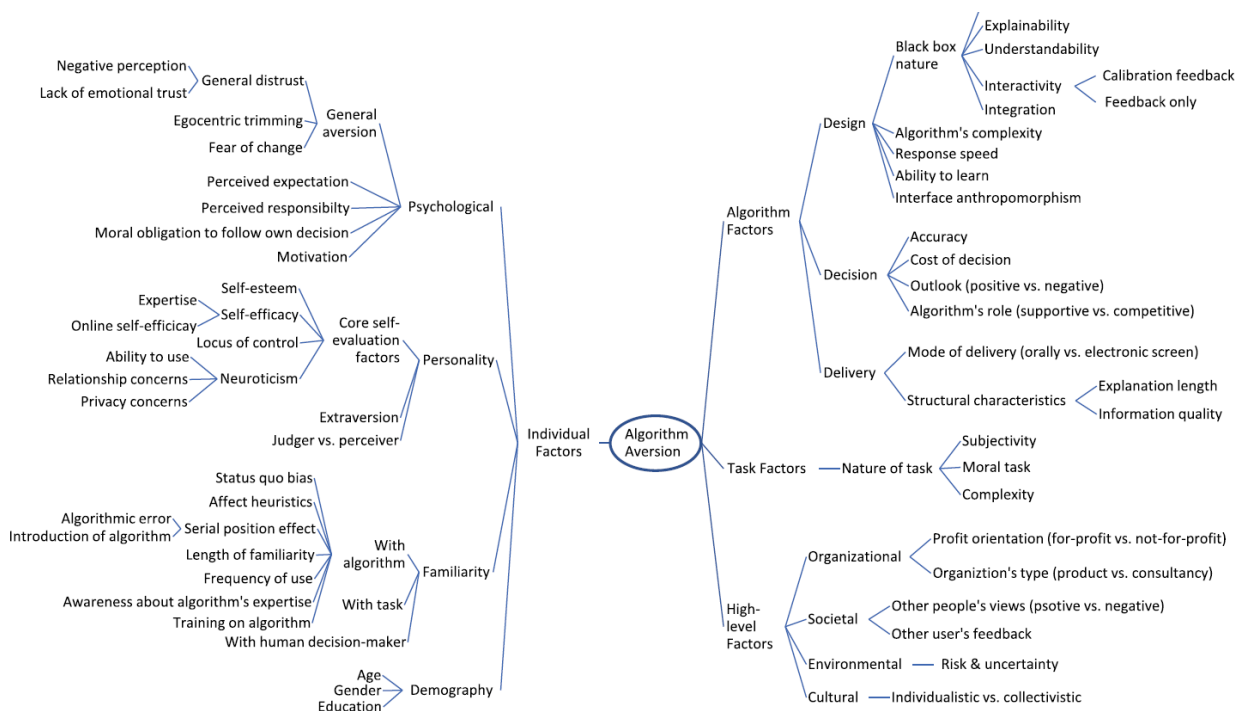 Negative perception
Lack of emotional trust
General distrust
Egocentric trimming
Fear of change
General
aversion
Perceived expectation
Perceived responsibilty
Moral obligation to follow own decision
Motivation
Psychological
Self-esteem
Expertise
Online self-efficicay
Self-efficacy
Locus of control
Ability to use
Relationship concerns
Privacy concerns
Neuroticism
Core self-
evaluation
factors
Extraversion
Judger vs. perceiver
Personality
Status quo bias
Affect heuristics
Algorithmic error
Introduction of algorithm
Serial position effect
Length of familiarity
Frequency of use
Awareness about algorithm's expertise
Training on algorithm
With
algorithm
With task
With human decision-maker
Familiarity
Age
Gender
Education
Demography
Individual
Factors
Algorithm
Aversion
Algorithm
Factors
Design
Black box
nature
Explainability
Understandability
Interactivity
Calibration feedback
Feedback only
Integration
Algorithm's complexity
Response speed
Ability to learn
Interface anthropomorphism
Decision
Accuracy
Cost of decision
Outlook (positive vs. negative)
Algorithm's role (supportive vs. competitive)
Delivery
Mode of delivery (orally vs. electronic screen)
Structural characteristics
Explanation length
Information quality
Task Factors
Nature of task
Subjectivity
Moral task
Complexity
High-
level
Factors
Organizational
Profit orientation (for-profit vs. not-for-profit)
Organiztion's type (product vs. consultancy)
Societal
Other people's views (psotive vs. negative)
Other user's feedback
Environmental
Risk & uncertainty
Cultural
Individualistic vs. collectivistic